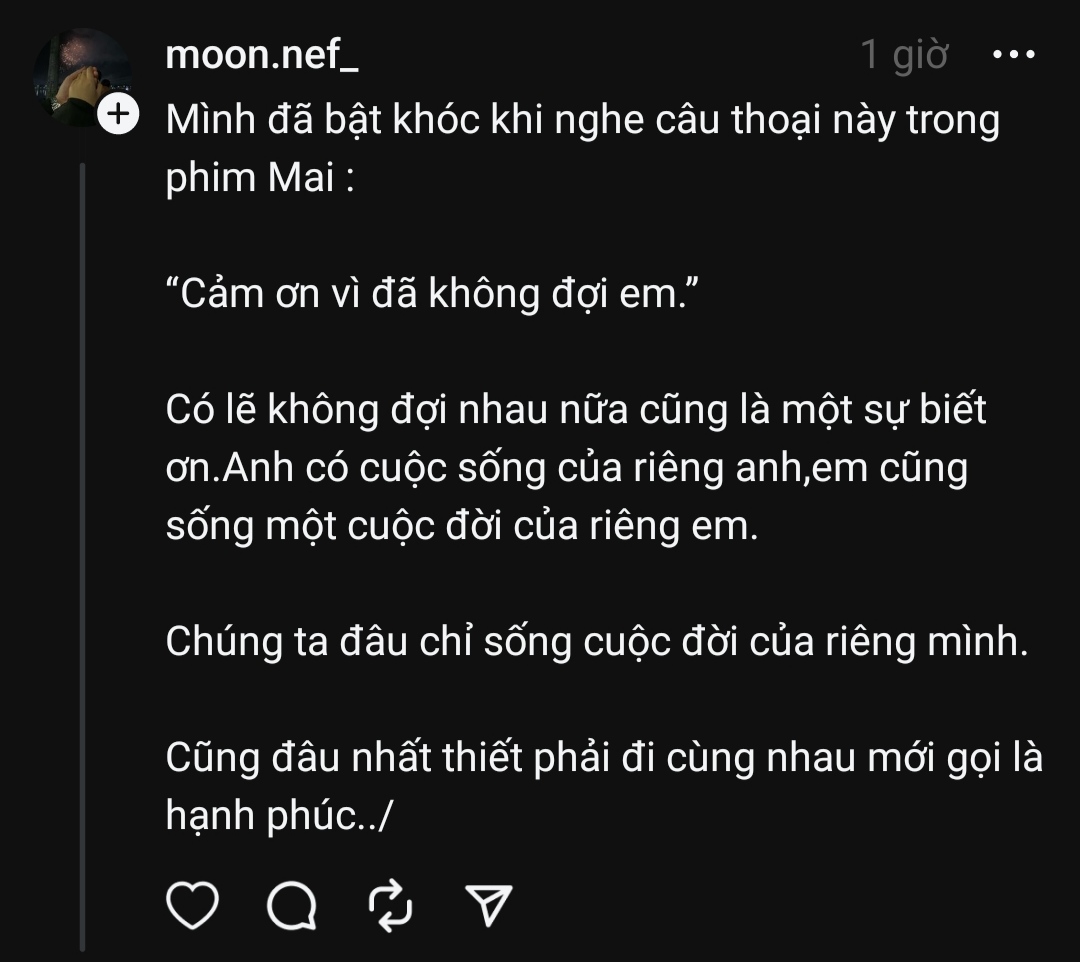 moon.nef_
1 giờ
Mình đã bật khóc khi nghe câu thoại này trong
phim Mai :
“Cảm ơn vì đã không đợi em.”
Có lẽ không đợi nhau nữa cũng là một sự biết
ơn.Anh có cuộc sống của riêng anh,em cũng
sống một cuộc đời của riêng em.
Chúng ta đâu chỉ sống cuộc đời của riêng mình.
Cũng đâu nhất thiết phải đi cùng nhau mới gọi là
hạnh phúc../